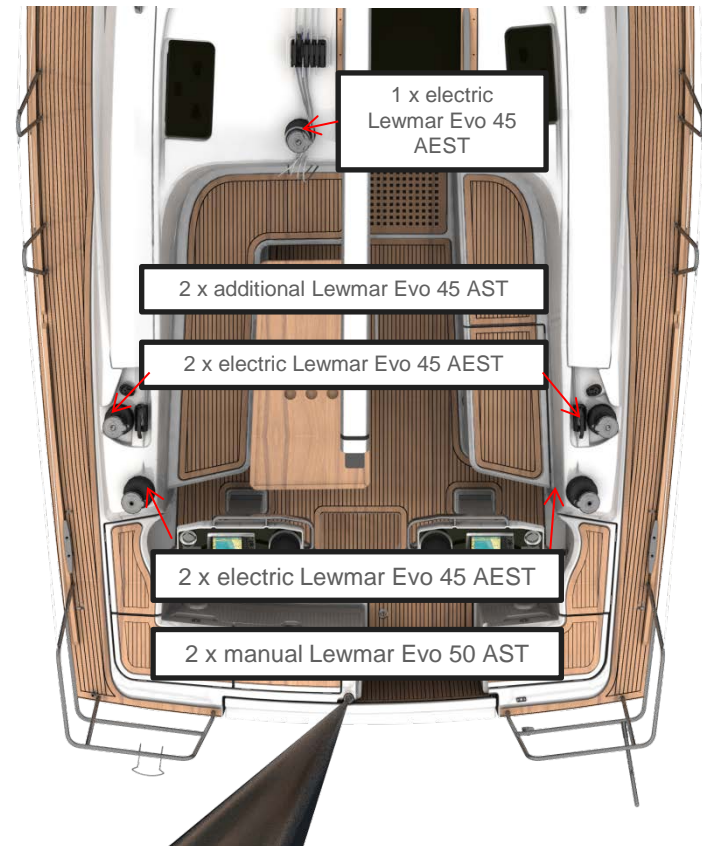 1 x electric
Lewmar Evo 45
AEST
2 x additional Lewmar Evo 45 AST
2 x electric Lewmar Evo 45 AEST
2 x electric Lewmar Evo 45 AEST
2 x manual Lewmar Evo 50 AST